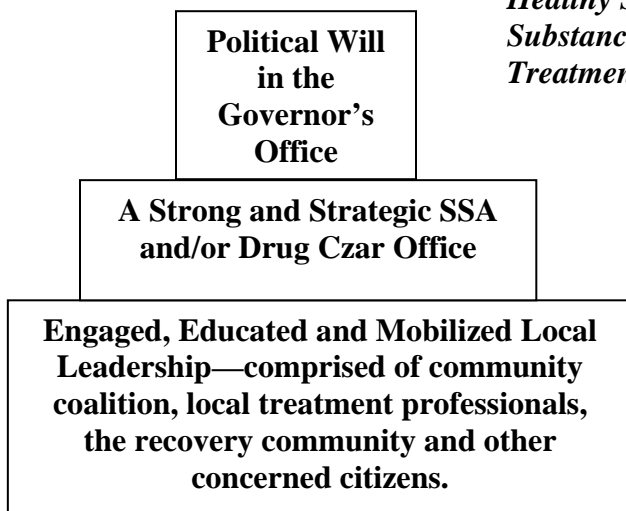 Healthy S
Substanc
Treatmen
Political Will
in the
Governor’s
Office
A Strong and Strategic SSA
and/or Drug Czar Office
Engaged, Educated and Mobilized Local
Leadership—comprised of community
coalition, local treatment professionals,
the recovery community and other
concerned citizens.